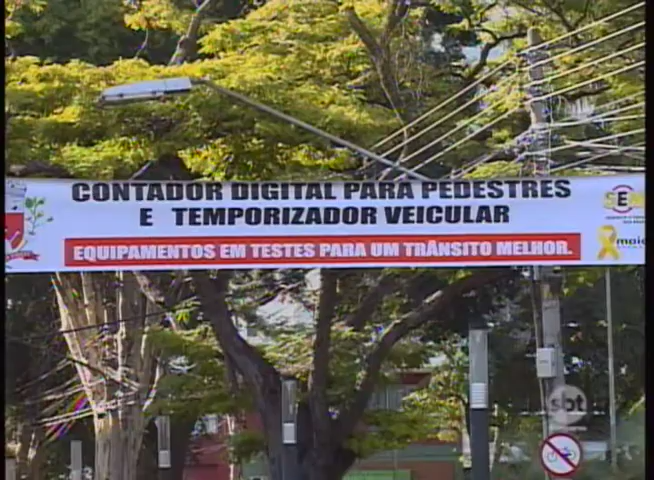 CONTADOR DIGITAL PARA PEDESTRES
E TEMPORIZADOR VEICULAR
EQUIPAMENTOS EM TESTES PARA UM TRÂNSITO MELHOR.
sbt